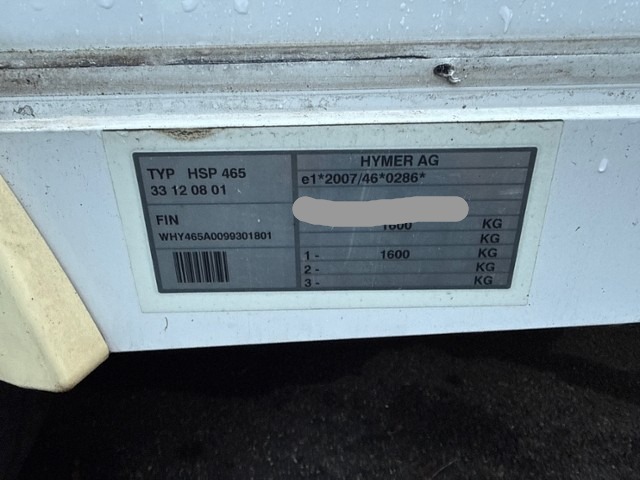 TYP HSP 465
33 12 08 01
FIN
WHY465A0099301801
HYMER AG
e1*2007/46*0286*
1600 KG
KG
1 - 1600 KG
2 - KG
3 - KG